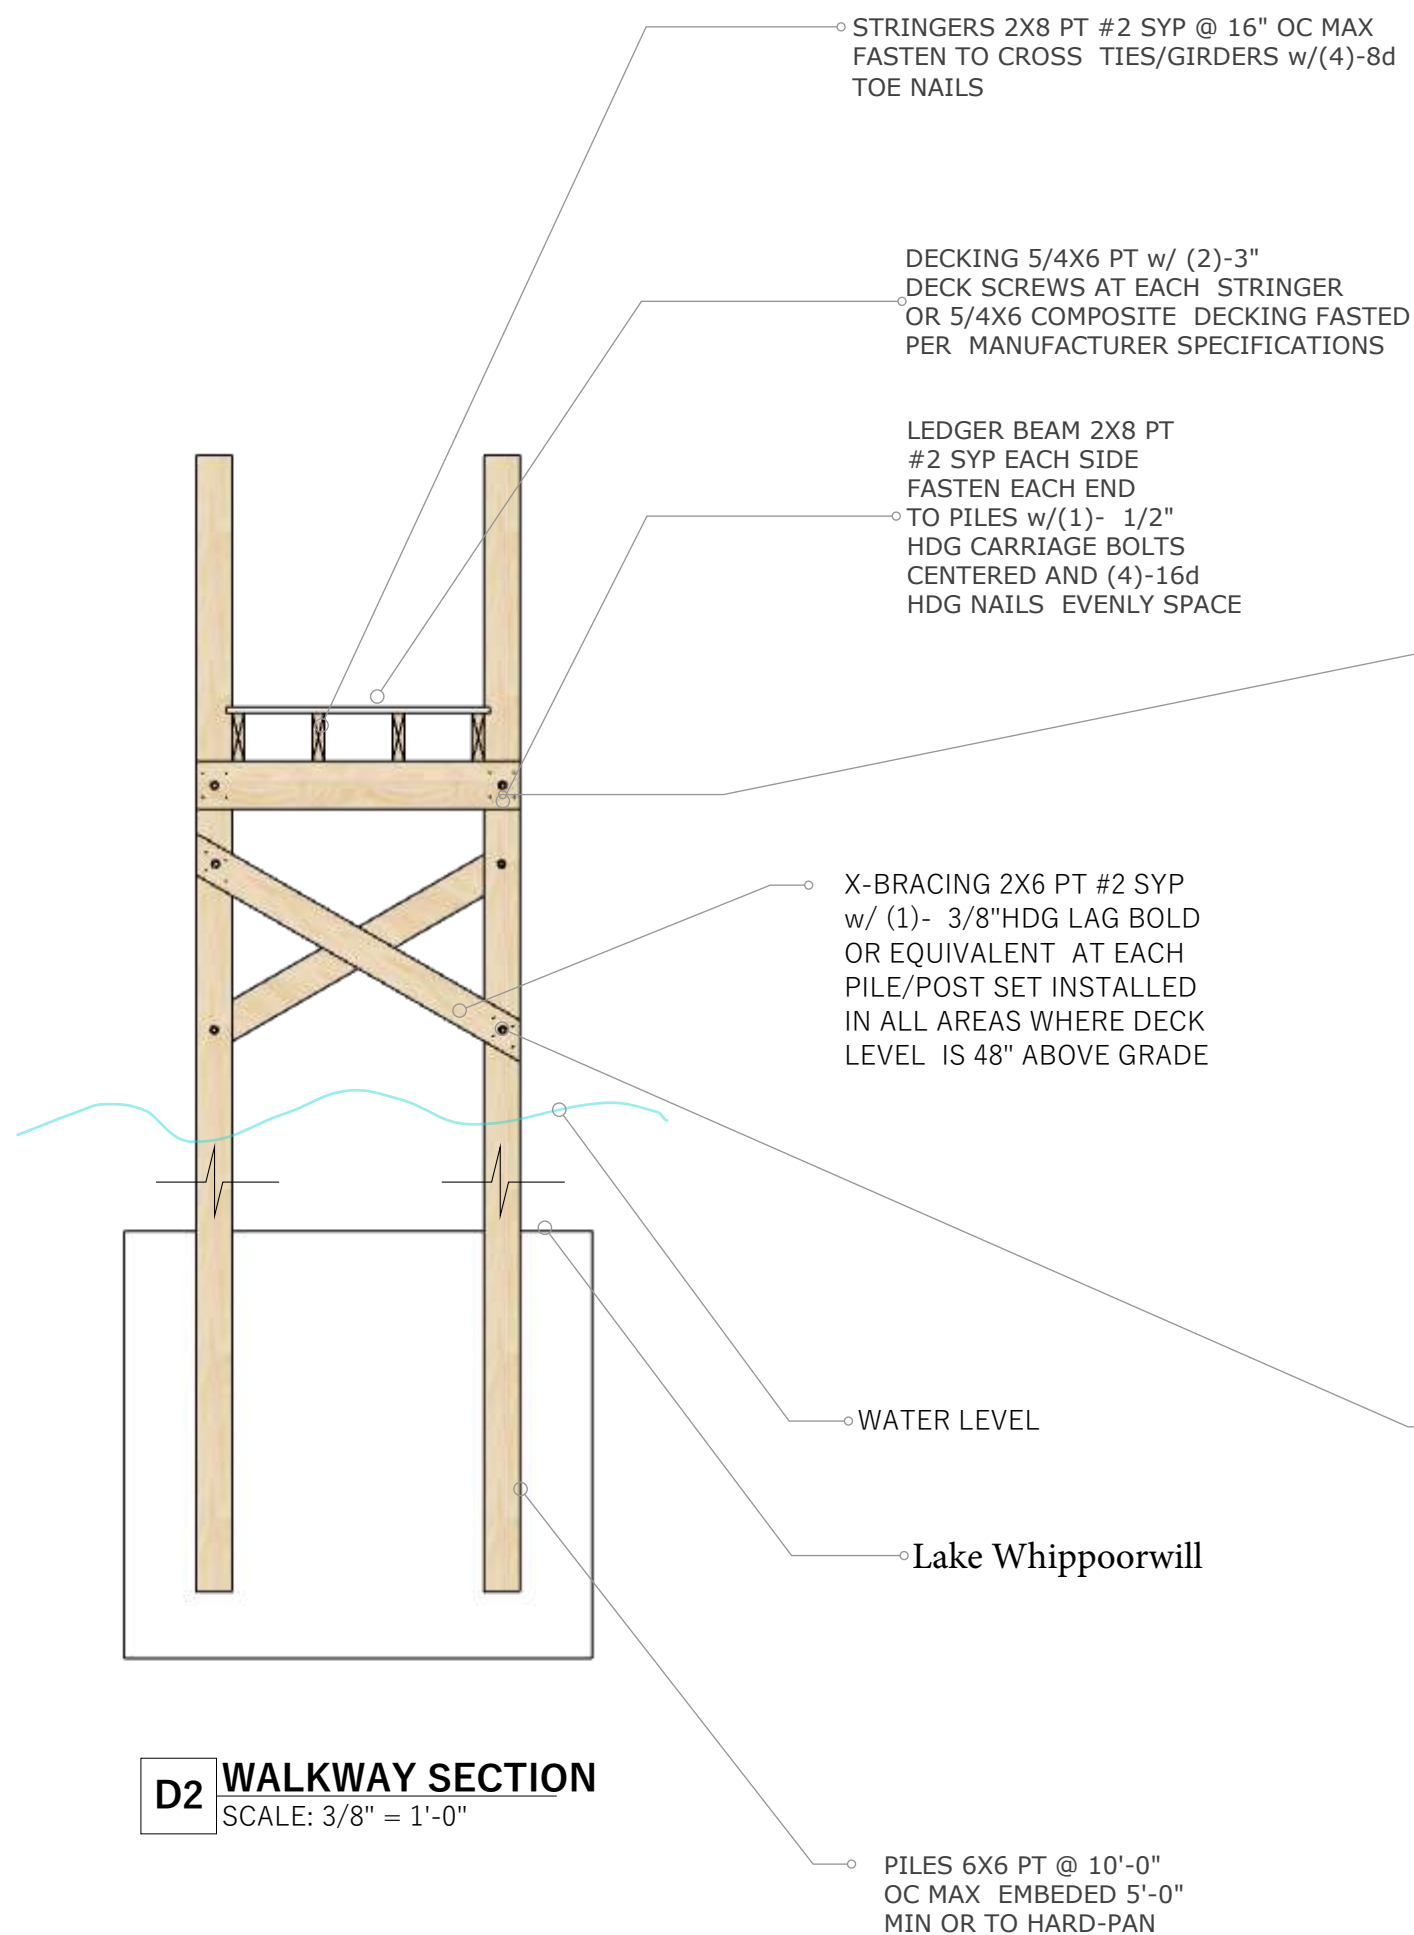 STRINGERS 2X8 PT #2 SYP @ 16" OC MAX
FASTEN TO CROSS TIES/GIRDERS w/(4)-8d
TOE NAILS
DECKING 5/4X6 PT w/ (2)-3"
DECK SCREWS AT EACH STRINGER
OR 5/4X6 COMPOSITE DECKING FASTED
PER MANUFACTURER SPECIFICATIONS
LEDGER BEAM 2X8 PT
#2 SYP EACH SIDE
FASTEN EACH END
TO PILES w/(1)- 1/2"
HDG CARRIAGE BOLTS
CENTERED AND (4)-16d
HDG NAILS EVENLY SPACE
X-BRACING 2X6 PT #2 SYP
w/ (1)- 3/8"HDG LAG BOLD
OR EQUIVALENT AT EACH
PILE/POST SET INSTALLED
IN ALL AREAS WHERE DECK
LEVEL IS 48" ABOVE GRADE
WATER LEVEL
Lake Whippoorwill
D2 WALKWAY SECTION
SCALE: 3/8" = 1'-0"
PILES 6X6 PT @ 10'-0"
OC MAX EMBEDED 5'-0"
MIN OR TO HARD-PAN